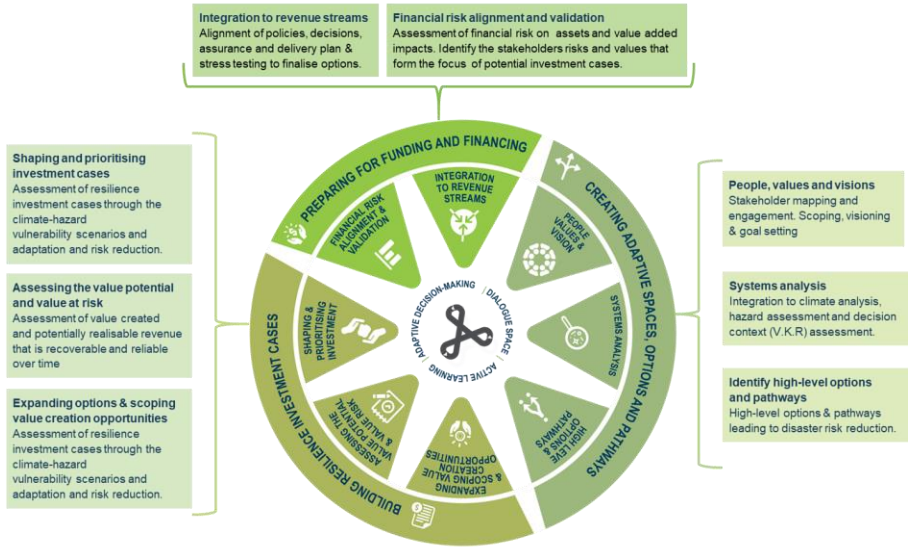 Integration to revenue streams
Alignment of policies, decisions,
assurance and delivery plan &
stress testing to finalise options.
Financial risk alignment and validation
Assessment of financial risk on assets and value added
impacts. Identify the stakeholders risks and values that
form the focus of potential investment cases.
Shaping and prioritising
investment cases
Assessment of resilience
investment cases through the
climate-hazard
vulnerability scenarios and
adaptation and risk reduction.
Assessing the value potential
and value at risk
Assessment of value created
and potentially realisable revenue
that is recoverable and reliable
over time
Expanding options & scoping
value creation opportunities
Assessment of resilience
investment cases through the
climate-hazard
vulnerability scenarios and
adaptation and risk reduction.
PREPARING FOR FUNDING AND FINANCING
INTEGRATION
TO REVENUE
STREAMS
FINANCIAL RISK
ALIGNMENT &
VALIDATION
CREATING ADAPTIVE SPACES, OPTIONS AND PATHWAYS
PEOPLE
VALUES &
VISION
SYSTEMS ANALYSIS
HIGH LEVE
OPTIONS &
PATHWAYS
BUILDING RESILIENCE INVESTMENT CASES
EXPANDING
& SCOPING VALUE
CREATION
OPPORTUNITIES
ASSESSING THE
VALUE POTENTIAL
& VALUE RISK
SHAPING &
PRIORITISING
INVESTMENT
ADAPTIVE DECISION-MAKING | DIALOGUE SPACE | ACTIVE LEARNING |
People, values and visions
Stakeholder mapping and
engagement. Scoping, visioning
& goal setting
Systems analysis
Integration to climate analysis,
hazard assessment and decision
context (V.K.R) assessment.
Identify high-level options
and pathways
High-level options & pathways
leading to disaster risk reduction.